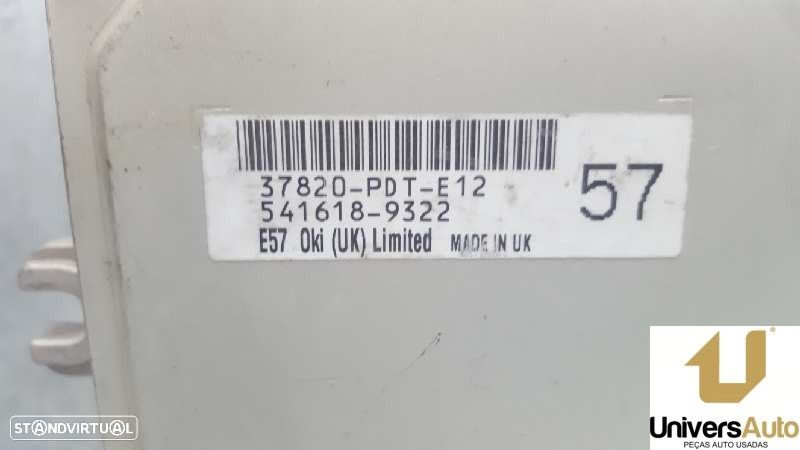 37820-PDT-E12
541618-9322
57
E57 Oki (UK) Limited MADE IN UK
UniversAuto
PEÇAS AUTO USADAS
STANDVIRTUAL